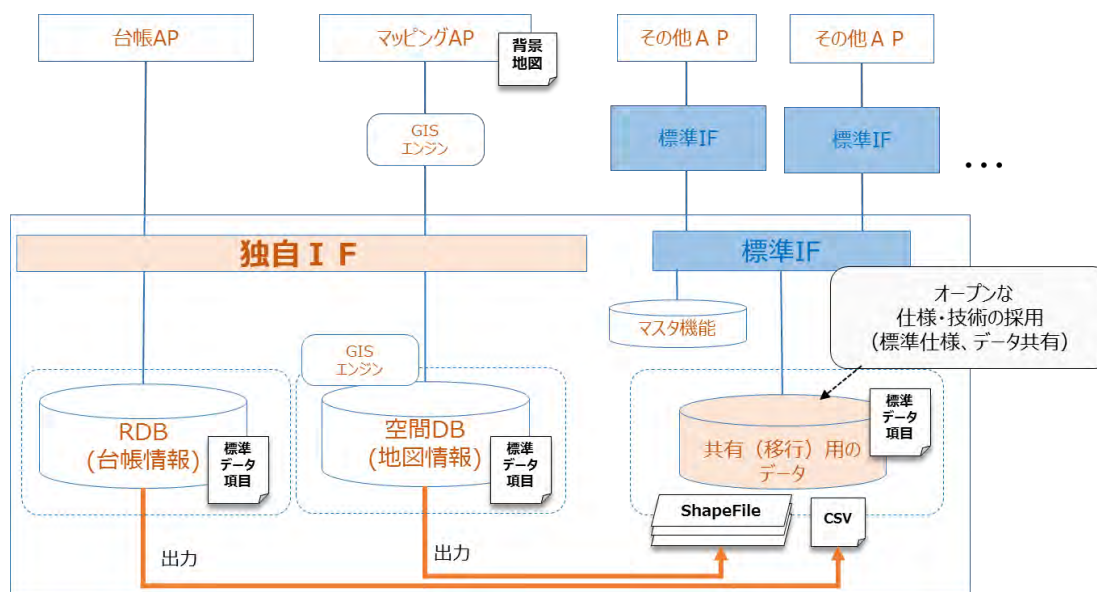 台帳AP
マッピングAP
背景
地図
その他ＡＰ
その他ＡＰ
GIS
エンジン
標準IF
標準IF
・・・
独自ＩＦ
標準IF
オープンな
仕様・技術の採用
（標準仕様、データ共有）
マスタ機能
GIS
エンジン
RDB
(台帳情報)
標準
データ
項目
空間DB
(地図情報)
標準
データ
項目
共有（移行）用の
データ
標準
データ
項目
ShapeFile
CSV
出力
出力